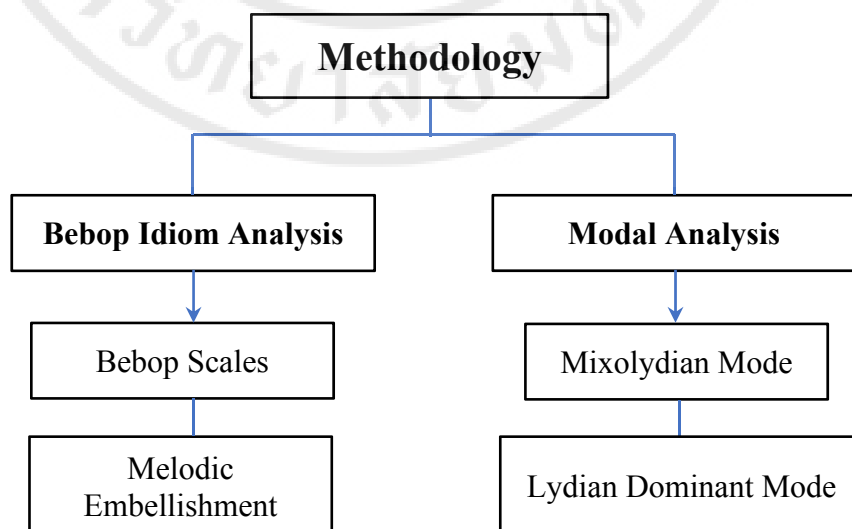 Methodology
Bebop Idiom Analysis
Modal Analysis
Bebop Scales
Mixolydian Mode
Melodic
Embellishment
Lydian Dominant Mode